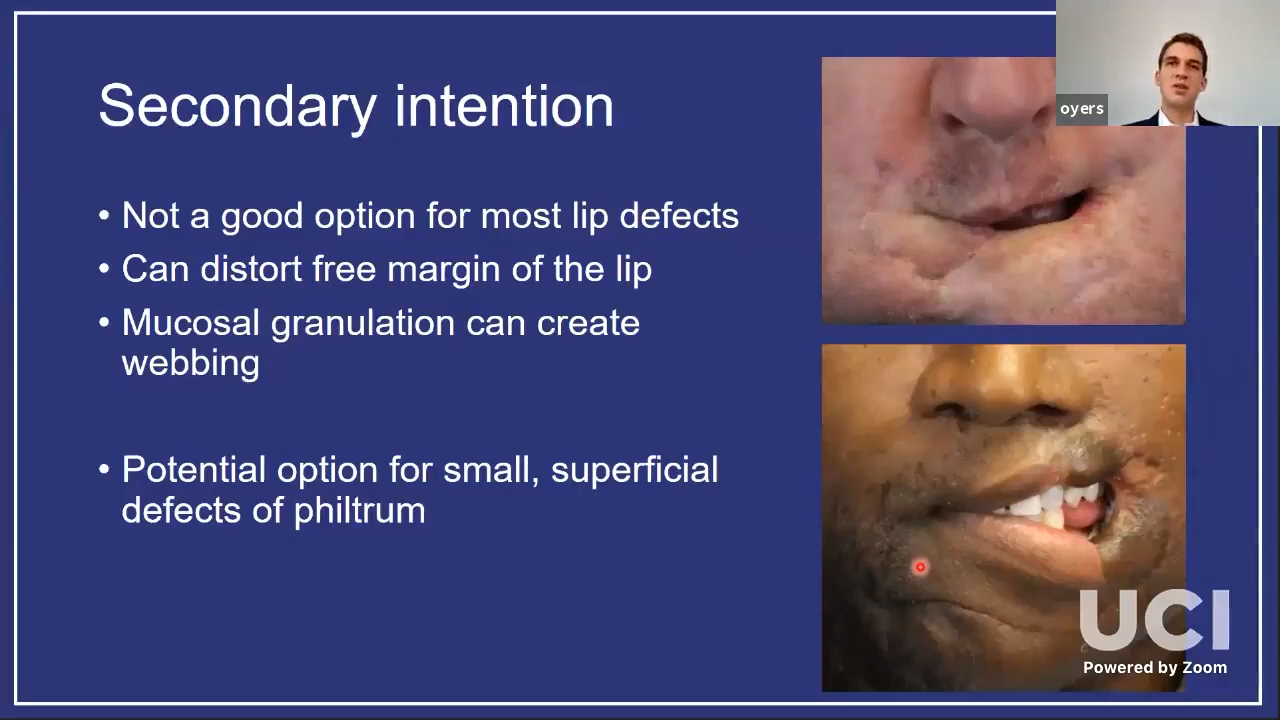 Secondary intention
• Not a good option for most lip defects
• Can distort free margin of the lip
• Mucosal granulation can create
webbing
• Potential option for small, superficial
defects of philtrum
oyers
UCI
Powered by Zoom